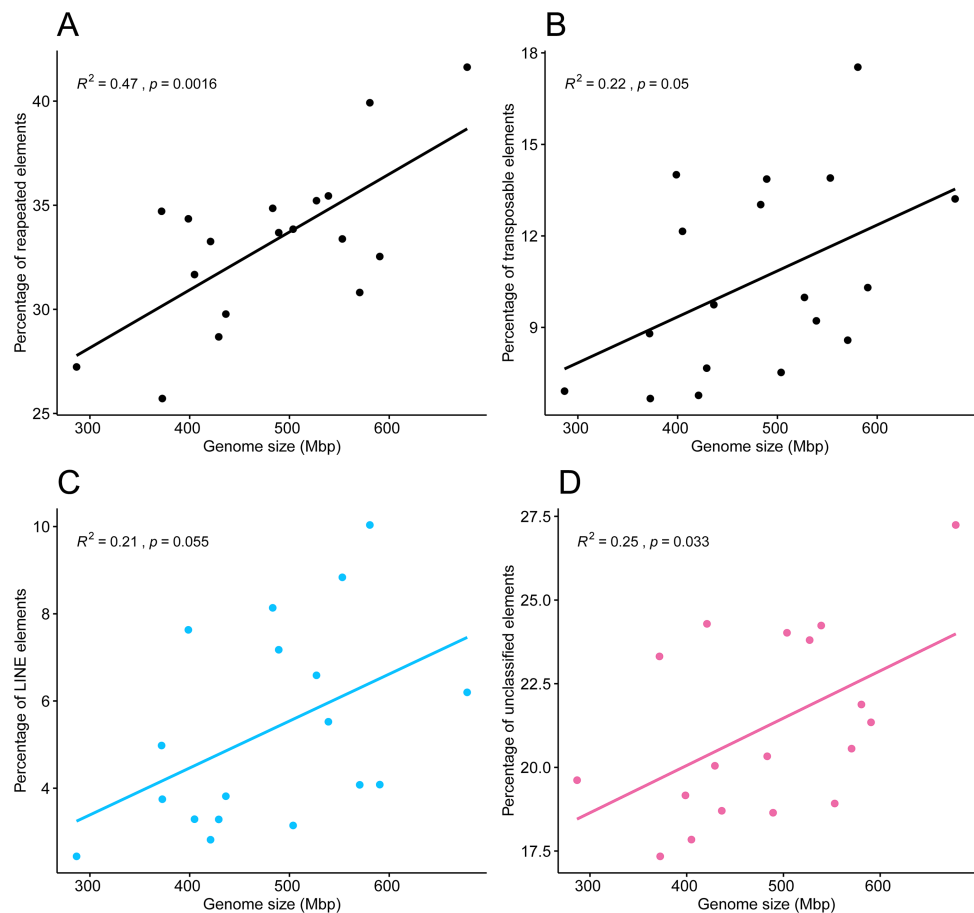 A
R² = 0.47 , p = 0.0016
Percentage of reapeated elements
40
35
30
25
300 400 500 600
Genome size (Mbp)
B
R² = 0.22 , p = 0.05
Percentage of transposable elements
18
15
12
9
300 400 500 600
Genome size (Mbp)
C
R² = 0.21 , p = 0.055
Percentage of LINE elements
10
8
6
4
300 400 500 600
Genome size (Mbp)
D
R² = 0.25 , p = 0.033
Percentage of unclassified elements
27.5
25.0
22.5
20.0
17.5
300 400 500 600
Genome size (Mbp)